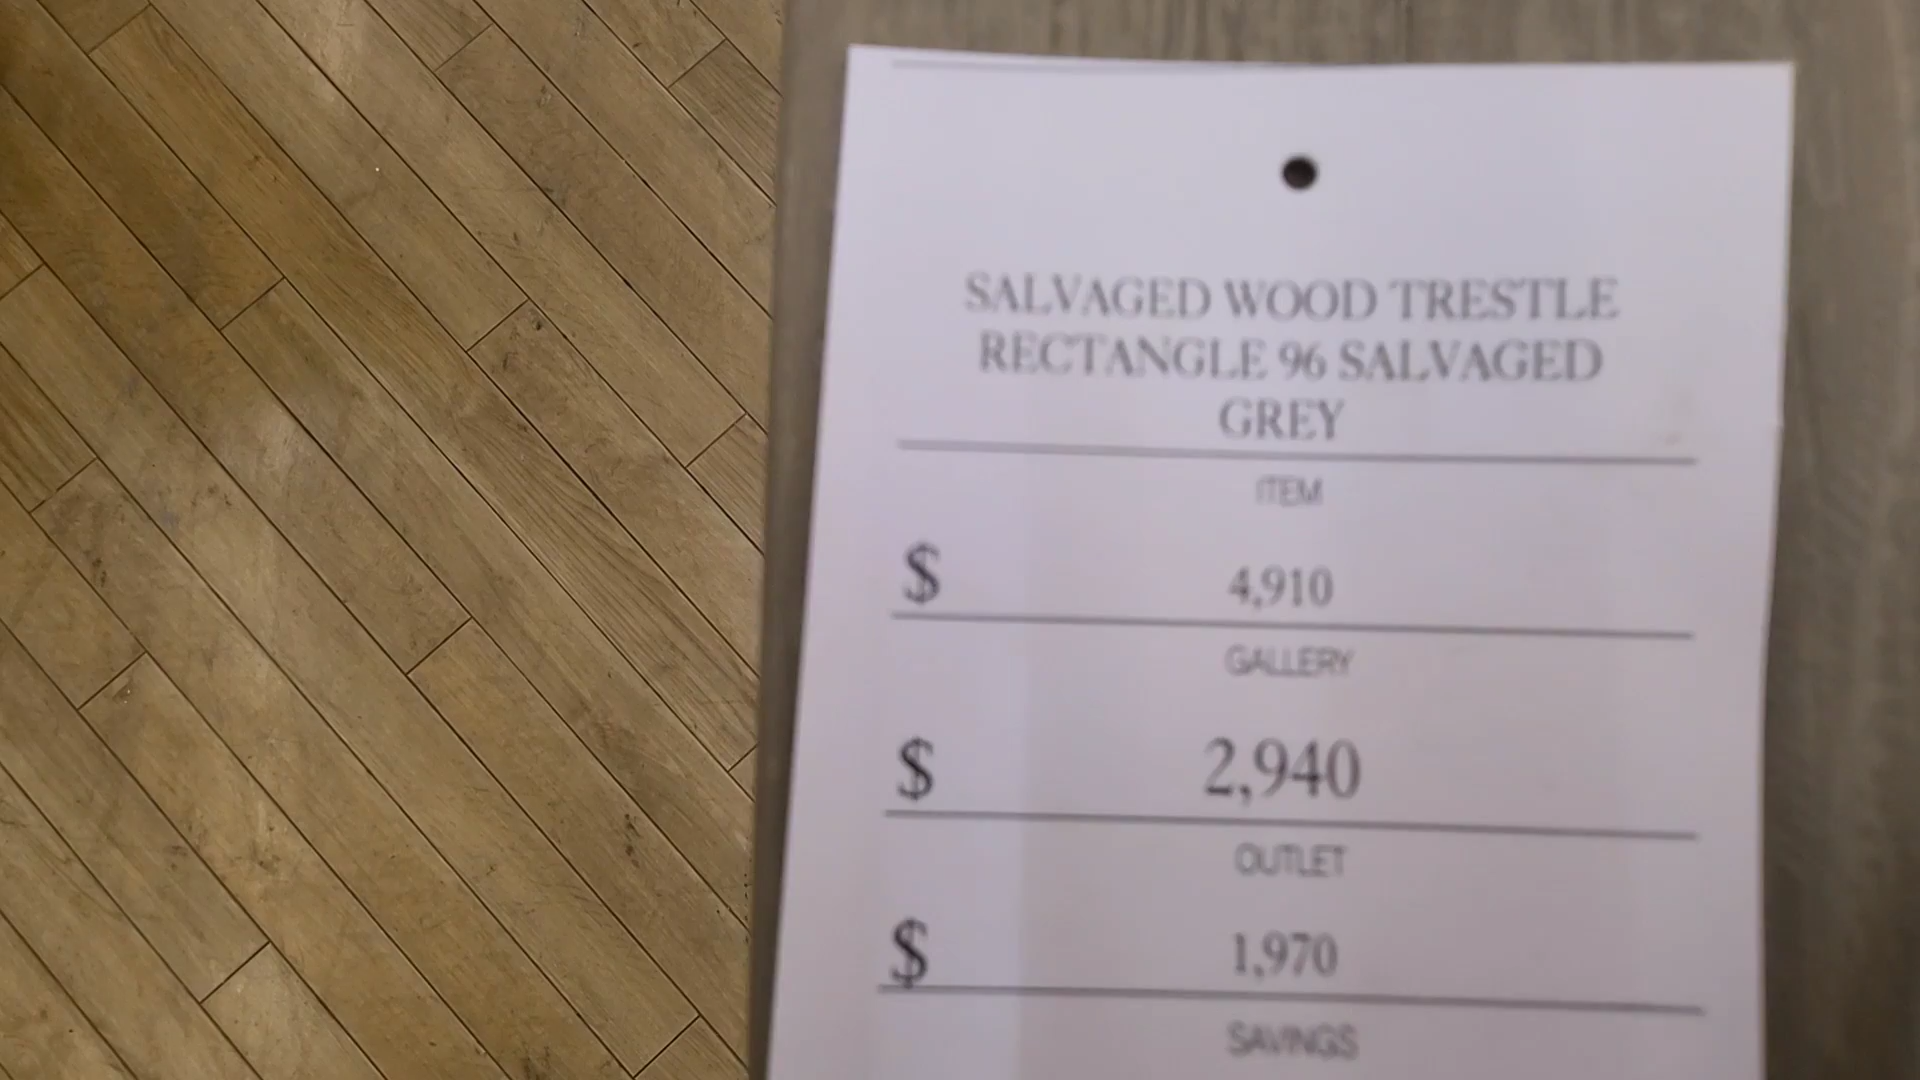 SALVAGED WOOD TRESTLE
RECTANGLE 96 SALVAGED
GREY
ITEM
$ 4,910
GALLERY
$ 2,940
OUTLET
$ 1,970
SAVINGS